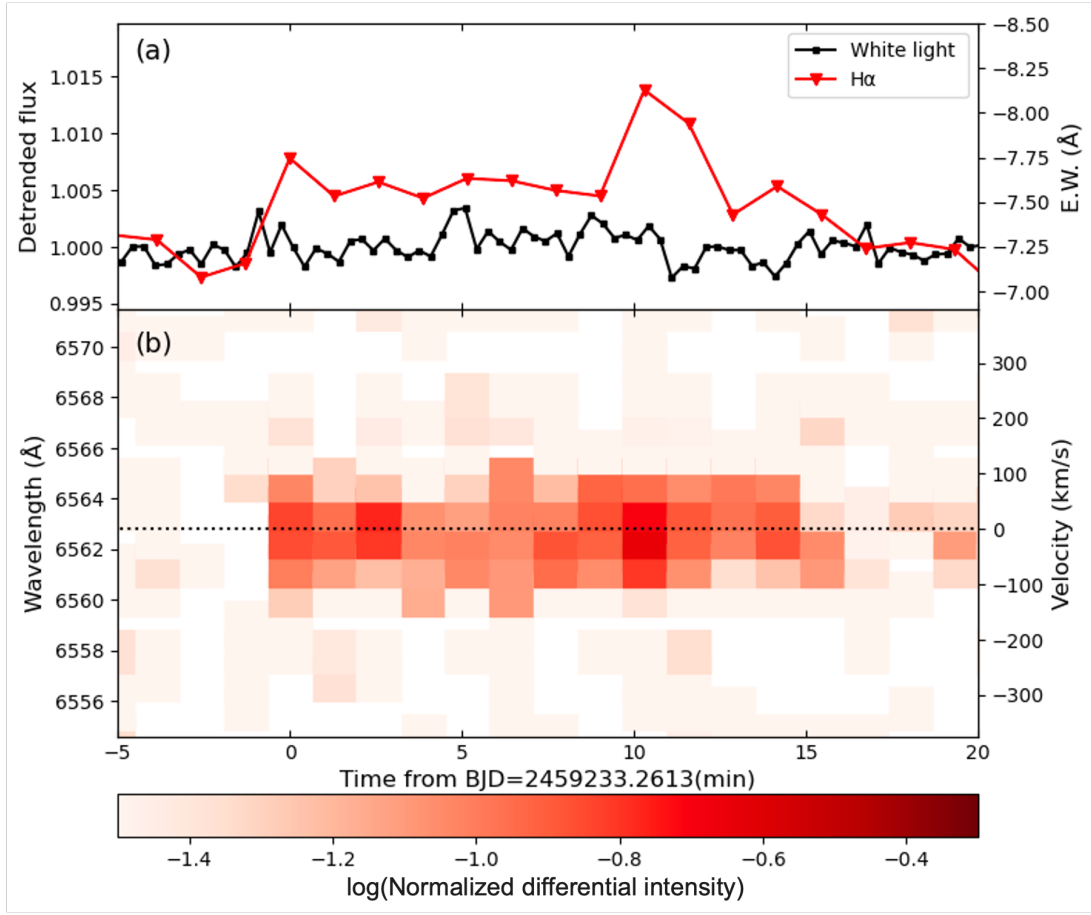 (a)
White light
Hα
Detrended flux
1.015
1.010
1.005
1.000
0.995
E.W. (Å)
−8.50
−8.25
−8.00
−7.75
−7.50
−7.25
−7.00
(b)
Wavelength (Å)
6570
6568
6566
6564
6562
6560
6558
6556
Velocity (km/s)
300
200
100
0
−100
−200
−300
−5 0 5 10 15 20
Time from BJD=2459233.2613(min)
−1.4 −1.2 −1.0 −0.8 −0.6 −0.4
log(Normalized differential intensity)